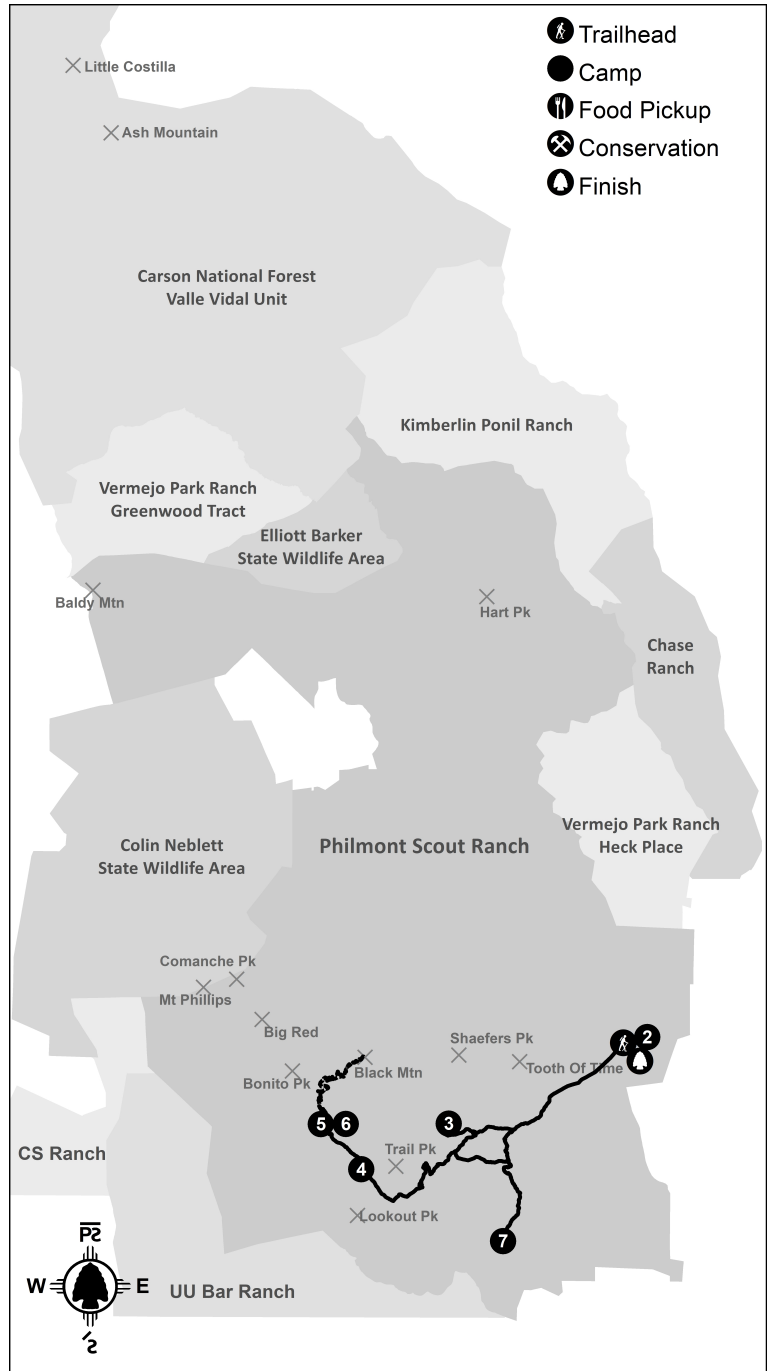 Trailhead
Camp
Food Pickup
Conservation
Finish
Little Costilla
Ash Mountain
Carson National Forest
Valle Vidal Unit
Kimberlin Ponil Ranch
Vermejo Park Ranch
Greenwood Tract
Elliott Barker
State Wildlife Area
Baldy Mtn
Hart Pk
Chase
Ranch
Vermejo Park Ranch
Heck Place
Colin Neblett
State Wildlife Area
Philmont Scout Ranch
Comanche Pk
Mt Phillips
Big Red
Shaefers Pk
2
Tooth Of Time
Black Mtn
Bonito Pk
5 6
3
Trail Pk
4
CS Ranch
Lookout Pk
7
W E
UU Bar Ranch